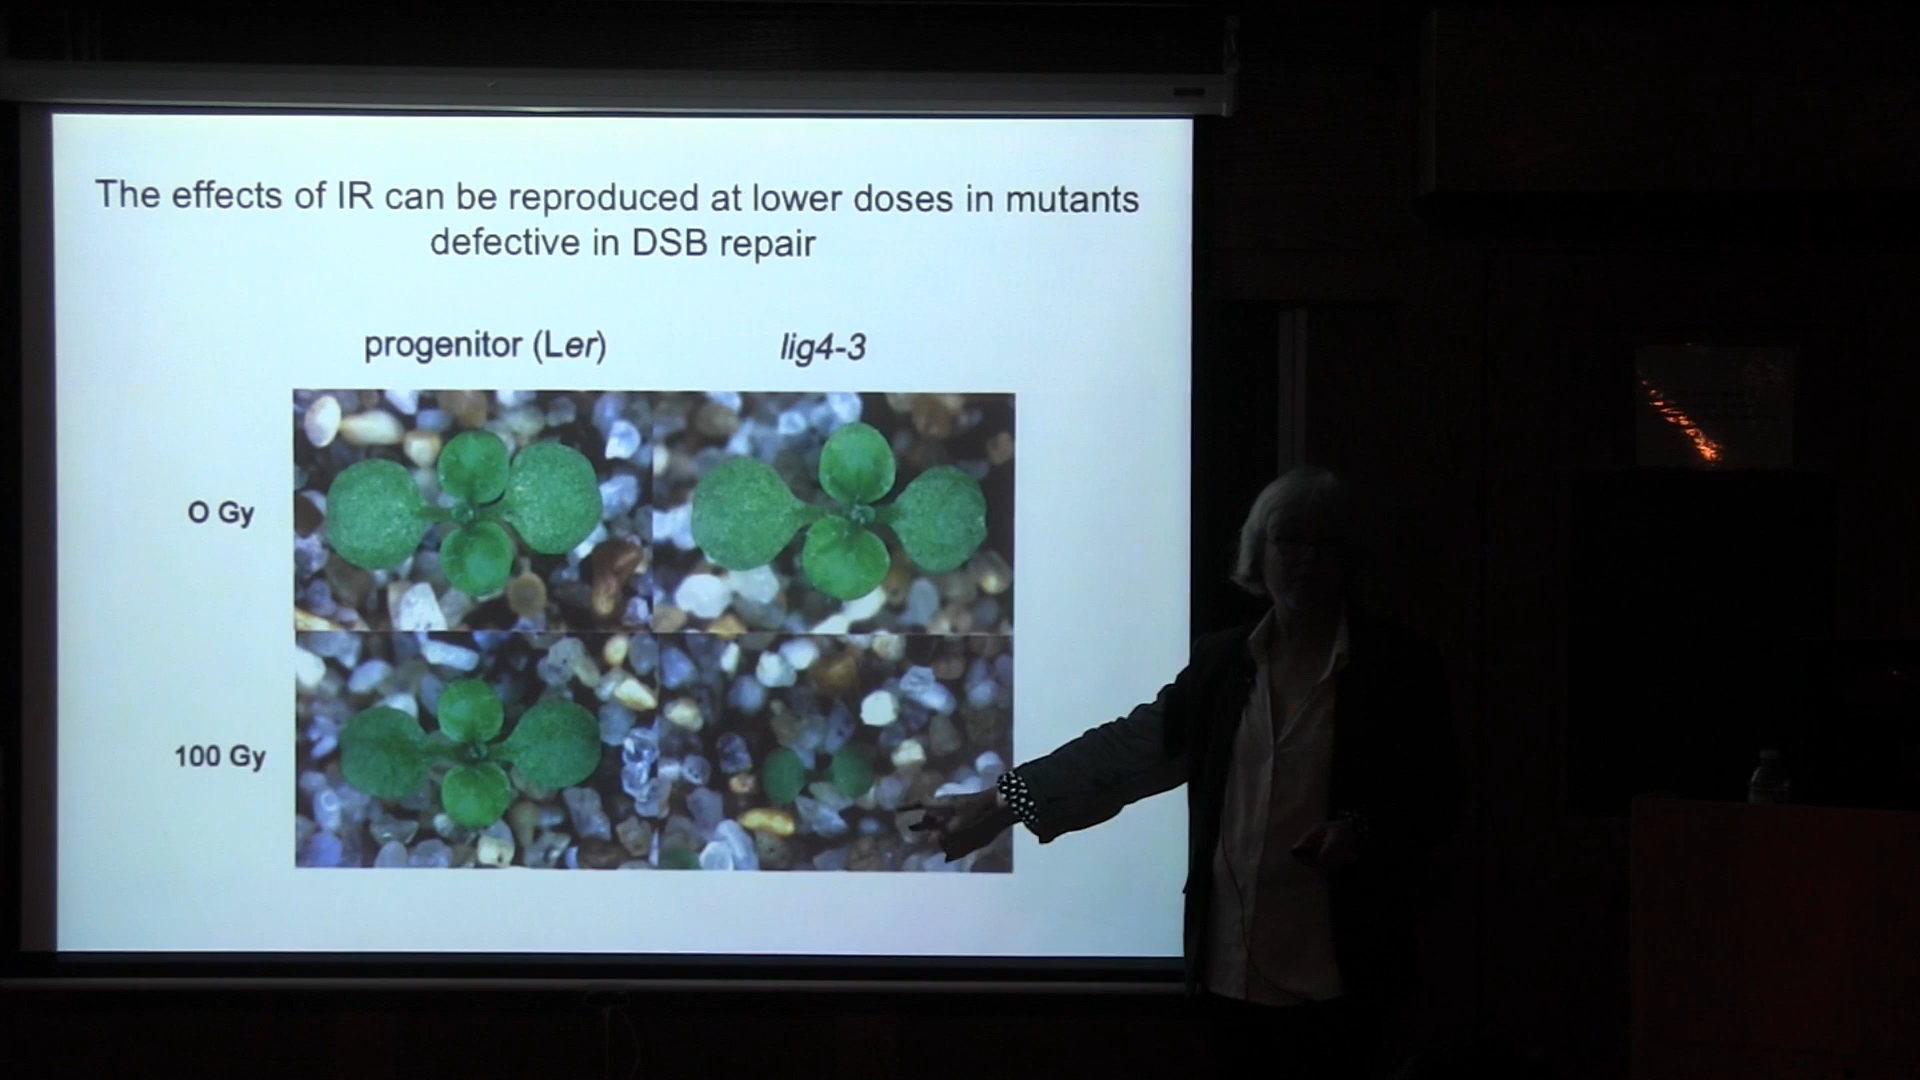 The effects of IR can be reproduced at lower doses in mutants
defective in DSB repair
progenitor (Ler)
lig4-3
O Gy
100 Gy